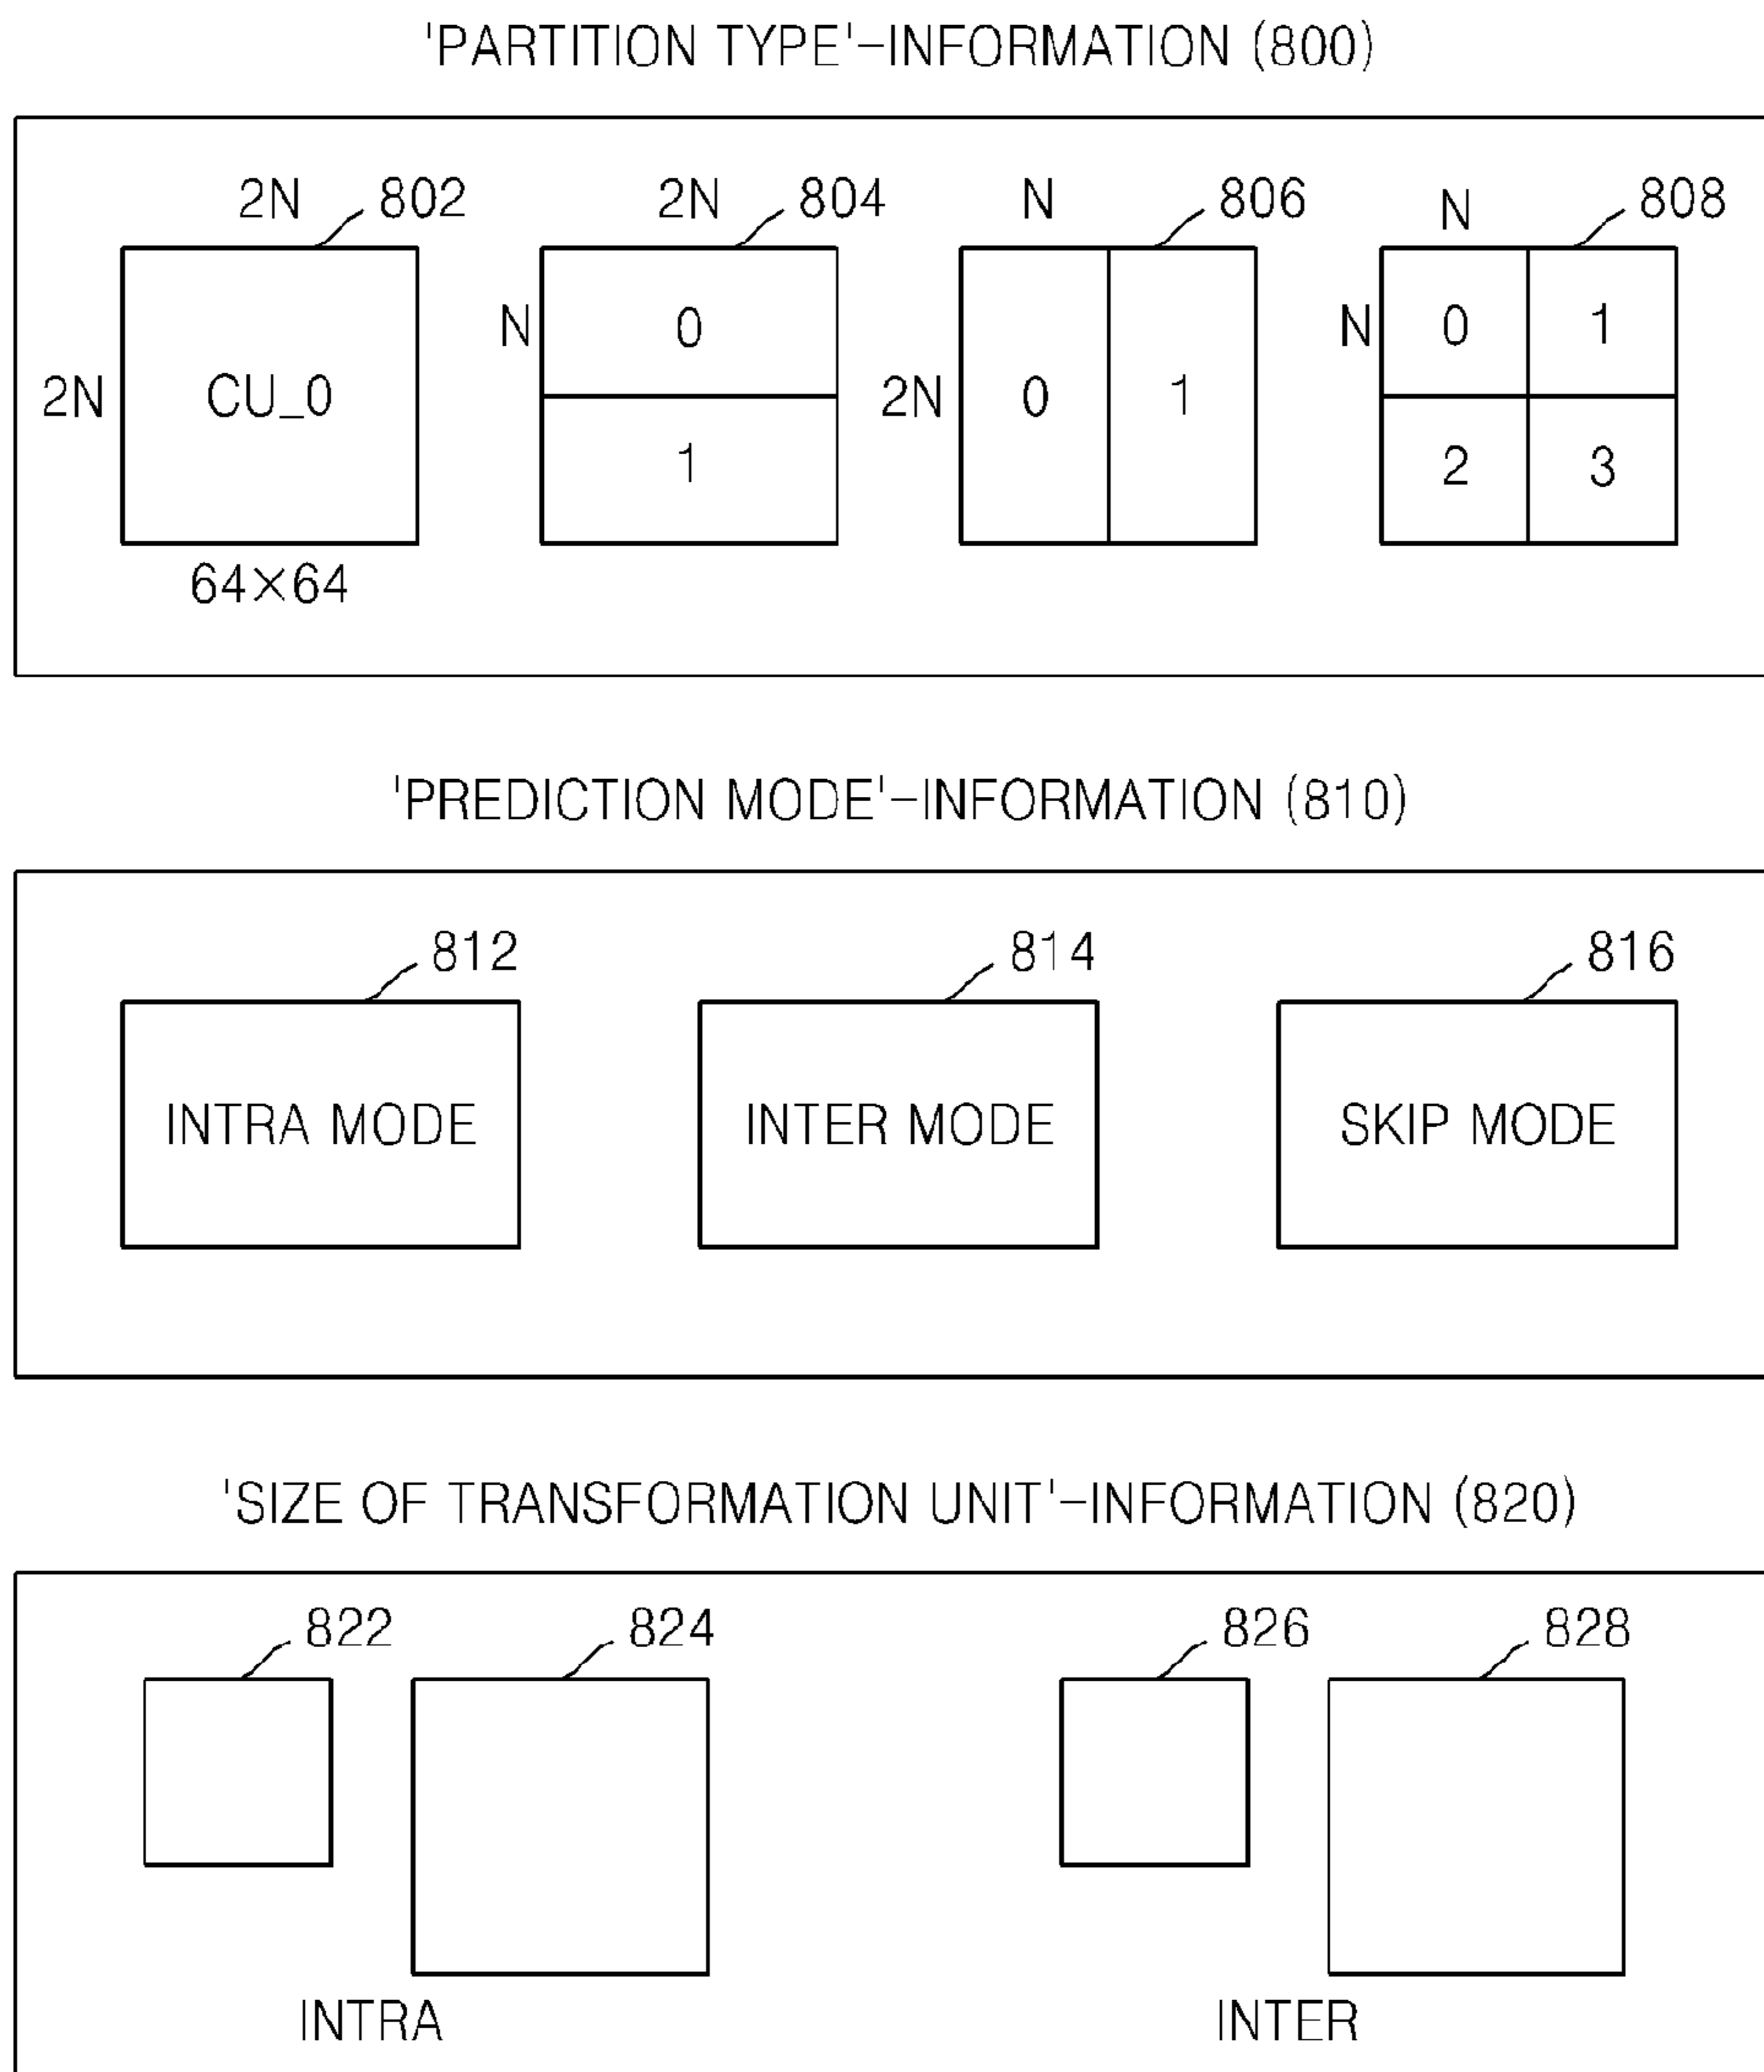 'PARTITION TYPE'-INFORMATION (800)
2N 802 2N 804 N 806 N 808
N 0 N 0 1
2N CU_0 2N 0 1
1 2 3
64×64
'PREDICTION MODE'-INFORMATION (810)
812 814 816
INTRA MODE INTER MODE SKIP MODE
'SIZE OF TRANSFORMATION UNIT'-INFORMATION (820)
822 824 826 828
INTRA INTER